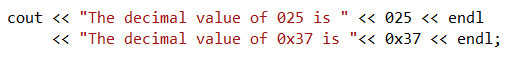 cout << "The decimal value of 025 is " << 025 << endl
<< "The decimal value of 0x37 is "<< 0x37 << endl;